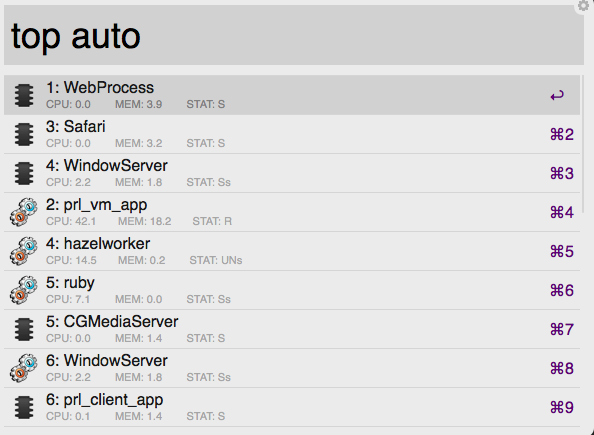 top auto
1: WebProcess
CPU: 0.0 MEM: 3.9 STAT: S
↩
3: Safari
CPU: 0.0 MEM: 3.2 STAT: S
⌘2
4: WindowServer
CPU: 2.2 MEM: 1.8 STAT: Ss
⌘3
2: prl_vm_app
CPU: 42.1 MEM: 18.2 STAT: R
⌘4
4: hazelworker
CPU: 14.5 MEM: 0.2 STAT: UNs
⌘5
5: ruby
CPU: 7.1 MEM: 0.0 STAT: Ss
⌘6
5: CGMediaServer
CPU: 0.0 MEM: 1.4 STAT: S
⌘7
6: WindowServer
CPU: 2.2 MEM: 1.8 STAT: Ss
⌘8
6: prl_client_app
CPU: 0.1 MEM: 1.4 STAT: S
⌘9